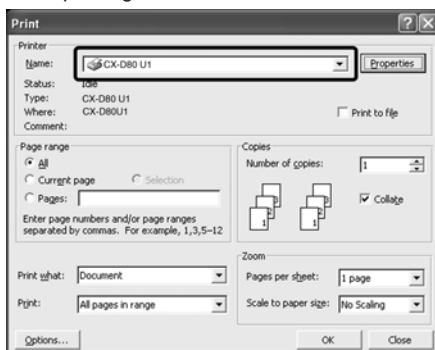 Print
Printer
Name: CX-D80 U1 Properties
Status: Idle
Type: CX-D80 U1
Where: CX-D80U1 Print to file
Comment:
Page range
All
Current page Selection
Pages:
Enter page numbers and/or page ranges
separated by commas. For example, 1,3,5–12
Copies
Number of copies: 1
Collate
Print what: Document
Print: All pages in range
Zoom
Pages per sheet: 1 page
Scale to paper size: No Scaling
Options... OK Close